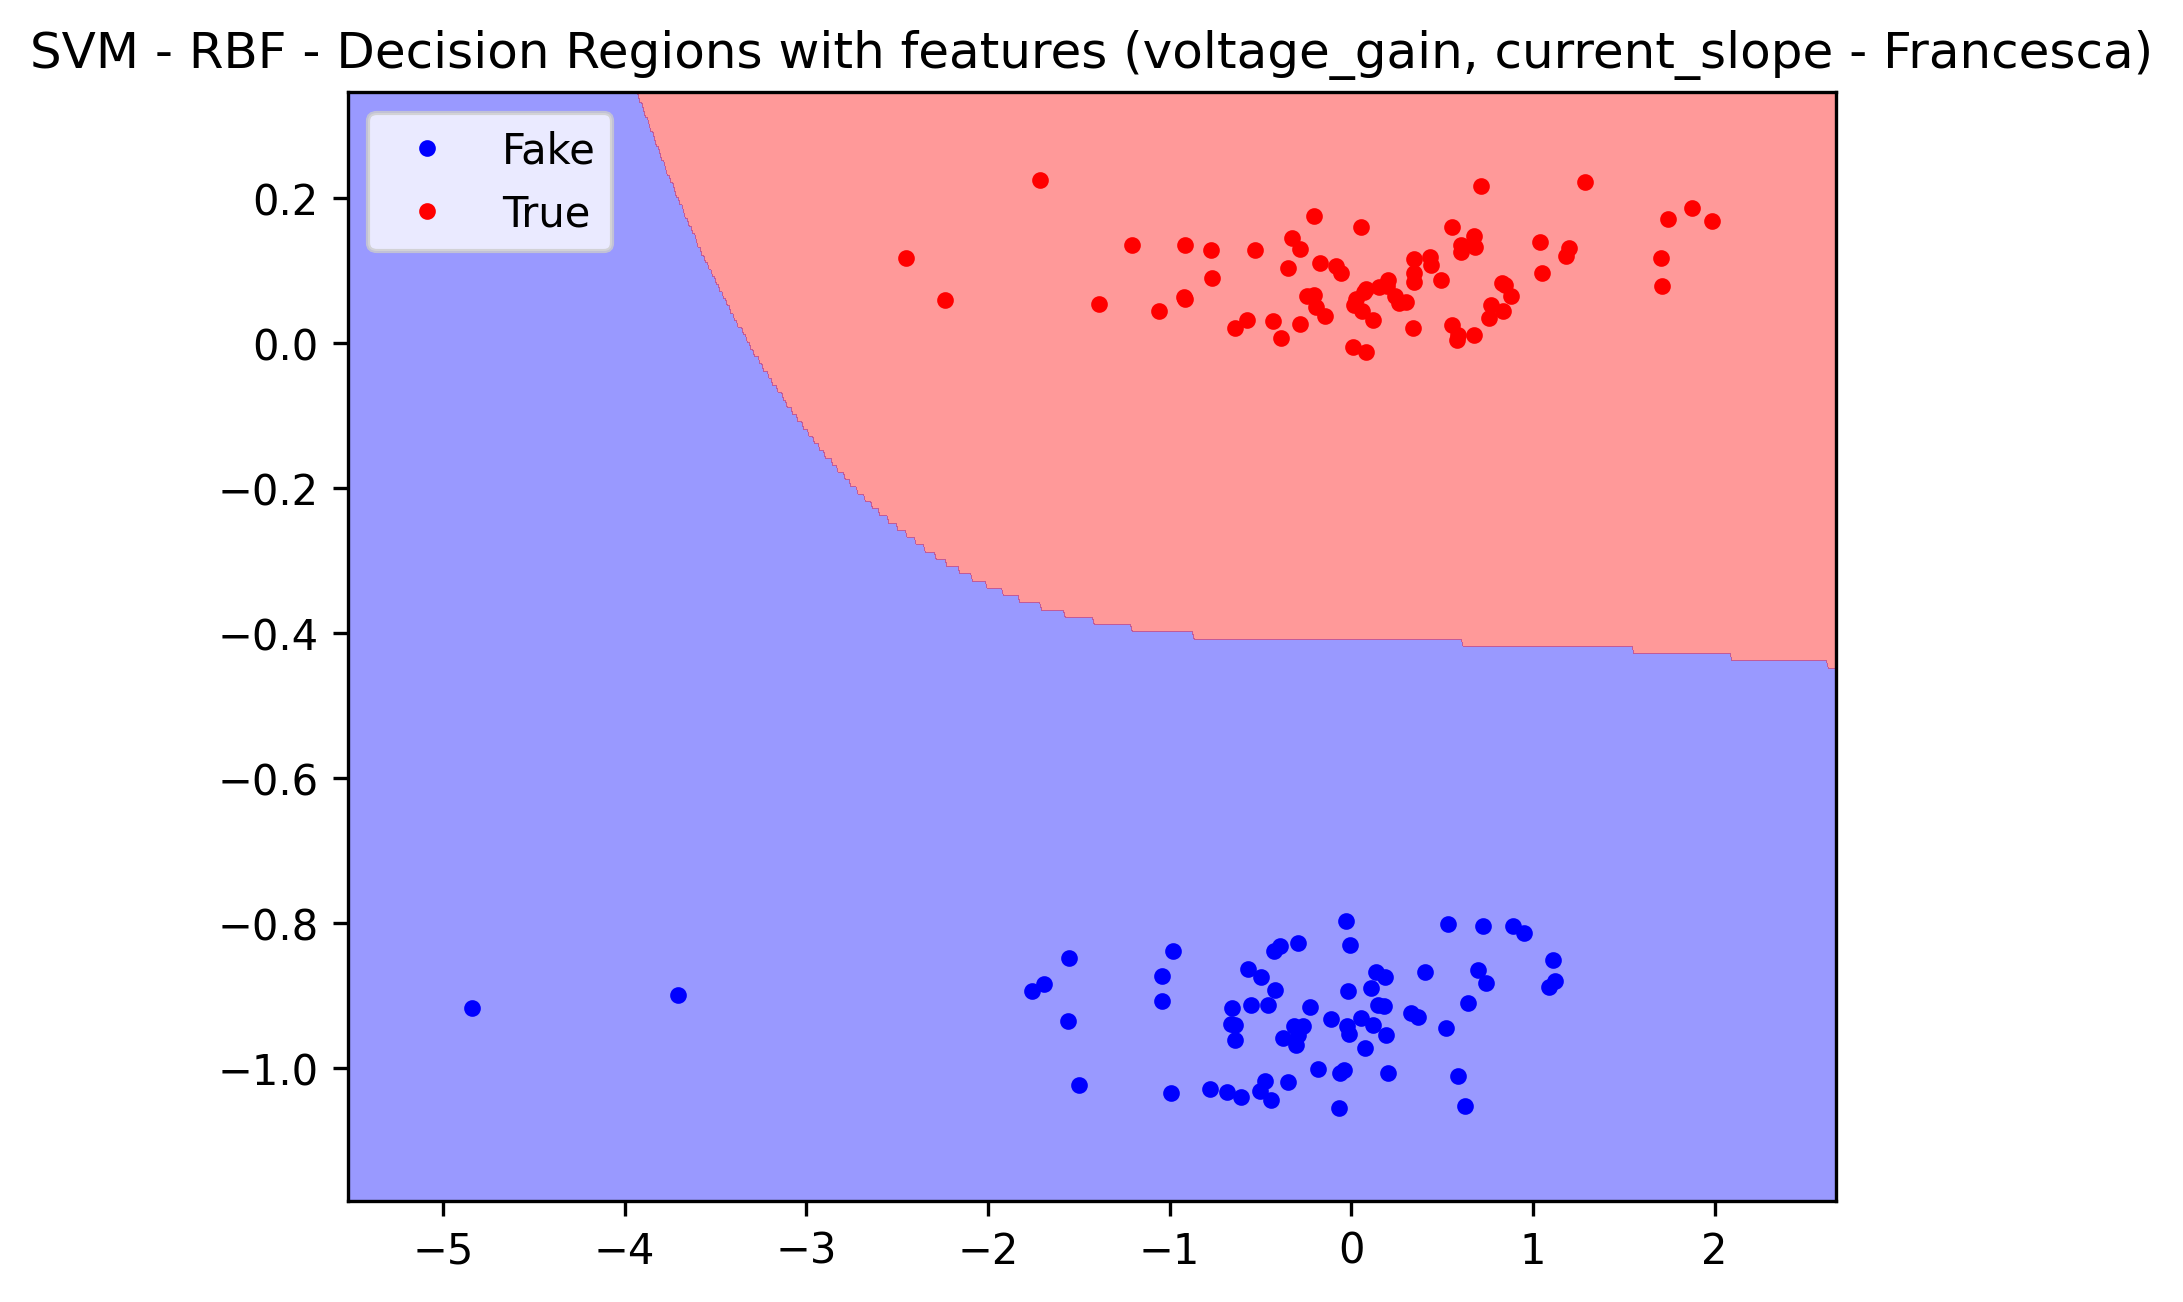 SVM - RBF - Decision Regions with features (voltage_gain, current_slope - Francesca)
Fake
True
0.2
0.0
−0.2
−0.4
−0.6
−0.8
−1.0
−5 −4 −3 −2 −1 0 1 2